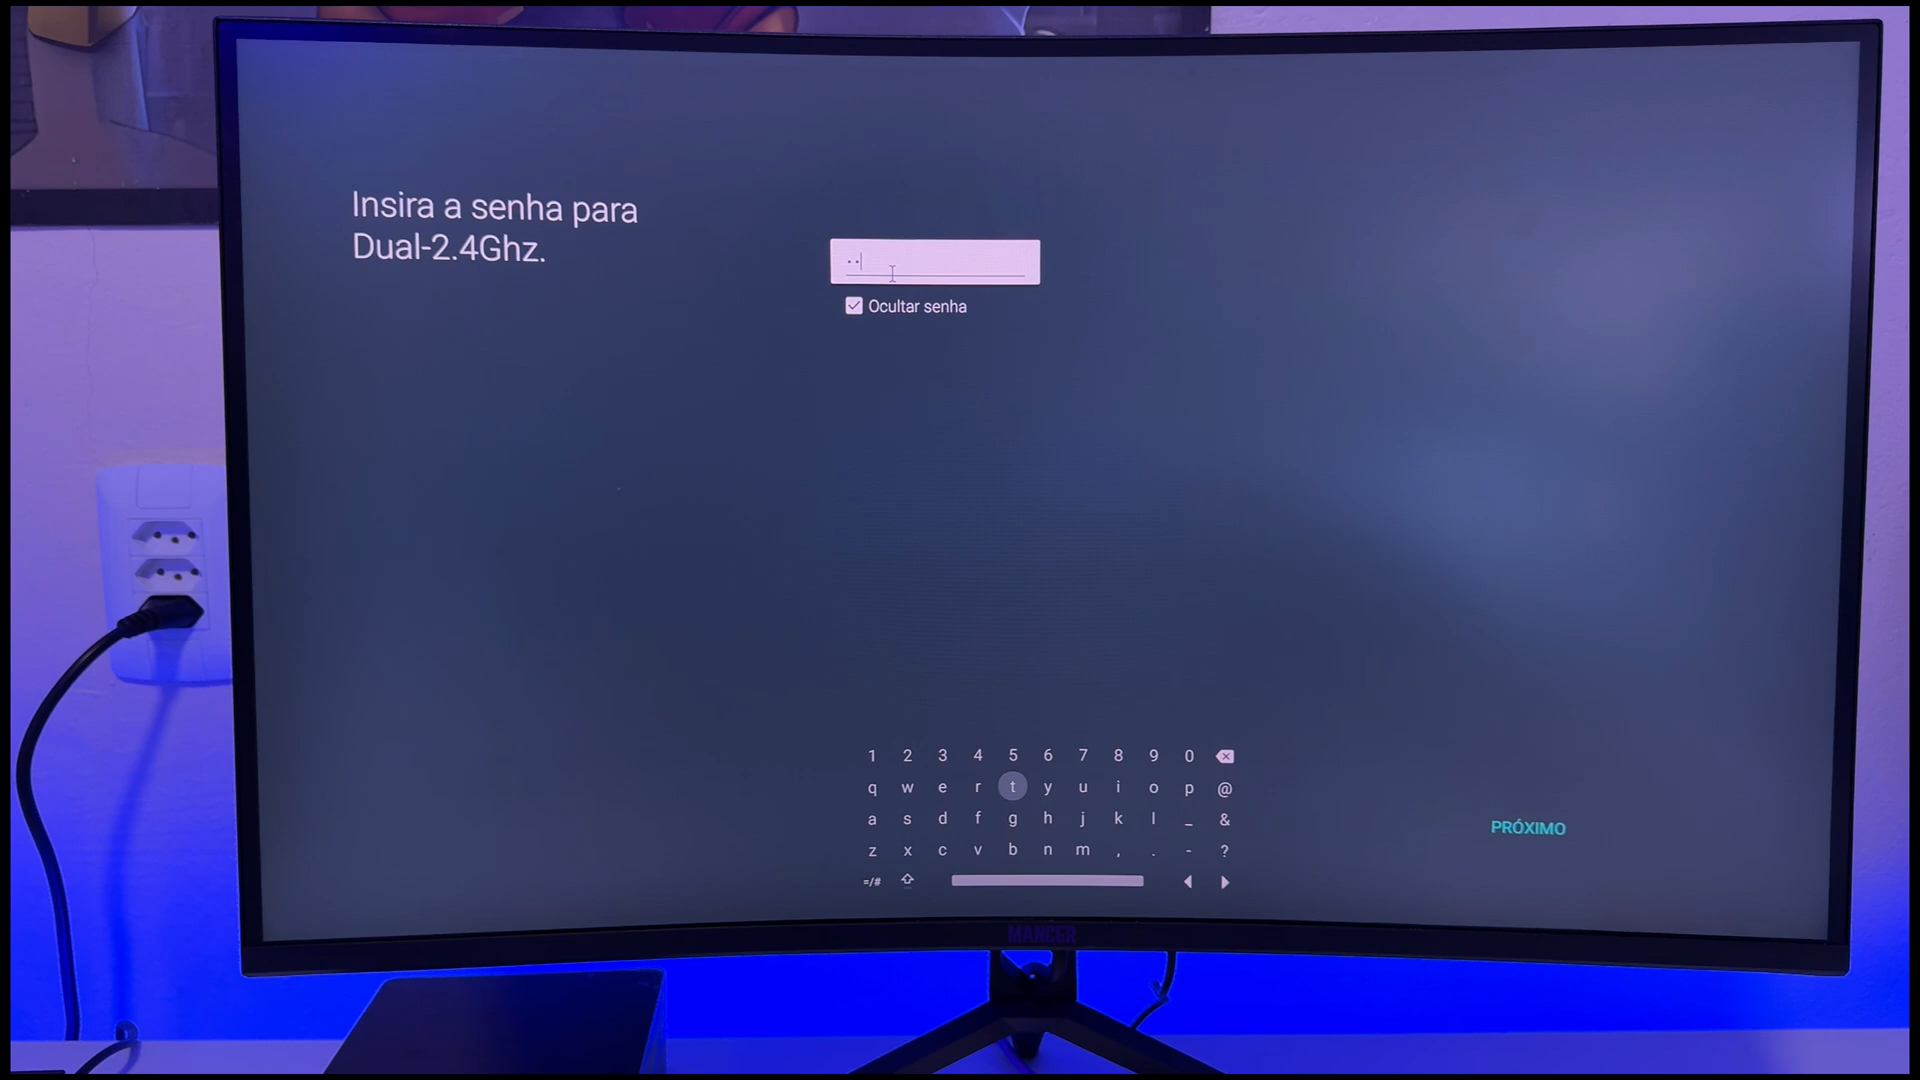 Insira a senha para
Dual-2.4Ghz.
••
Ocultar senha
1 2 3 4 5 6 7 8 9 0
q w e r t y u i o p @
a s d f g h j k l _ &
z x c v b n m , . - ?
=/#
PRÓXIMO
MANCER